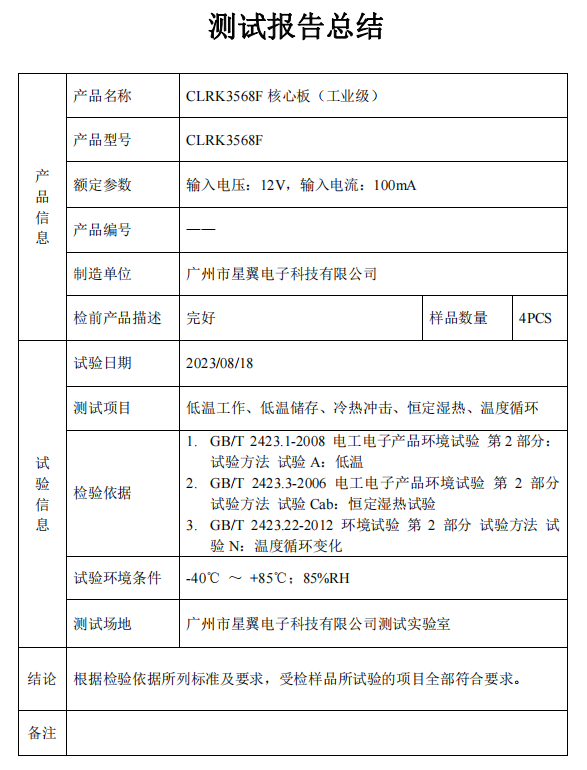 测试报告总结
产品信息
产品名称 CLRK3568F 核心板（工业级）
产品型号 CLRK3568F
额定参数 输入电压：12V，输入电流：100mA
产品编号 ——
制造单位 广州市星翼电子科技有限公司
检前产品描述 完好 样品数量 4PCS
试验信息
试验日期 2023/08/18
测试项目 低温工作、低温储存、冷热冲击、恒定湿热、温度循环
检验依据
1. GB/T 2423.1-2008 电工电子产品环境试验 第 2 部分：
试验方法 试验 A：低温
2. GB/T 2423.3-2006 电工电子产品环境试验 第 2 部分
试验方法 试验 Cab：恒定湿热试验
3. GB/T 2423.22-2012 环境试验 第 2 部分 试验方法 试
验 N：温度循环变化
试验环境条件 -40℃ ～ +85℃；85%RH
测试场地 广州市星翼电子科技有限公司测试实验室
结论 根据检验依据所列标准及要求，受检样品所试验的项目全部符合要求。
备注